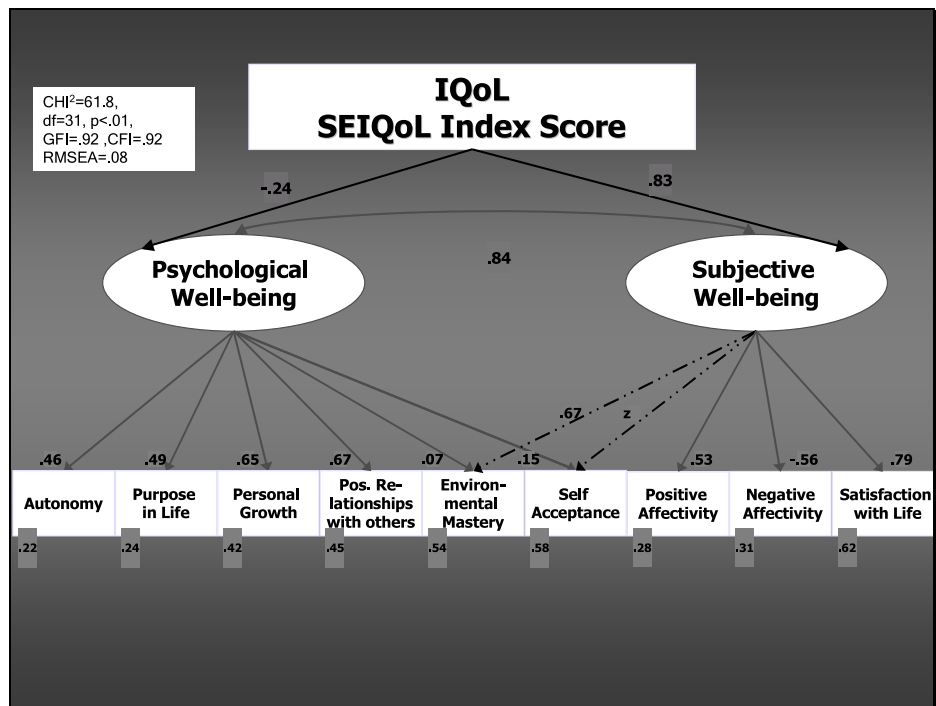 IQoL
SEIQoL Index Score
CHI²=61.8,
df=31, p<.01,
GFI=.92 ,CFI=.92
RMSEA=.08
-.24
.83
.84
Psychological
Well-being
Subjective
Well-being
.67
z
.46
.49
.65
.67
.07
.15
.53
-.56
.79
Autonomy
Purpose
in Life
Personal
Growth
Pos. Re-
lationships
with others
Environ-
mental
Mastery
Self
Acceptance
Positive
Affectivity
Negative
Affectivity
Satisfaction
with Life
.22
.24
.42
.45
.54
.58
.28
.31
.62